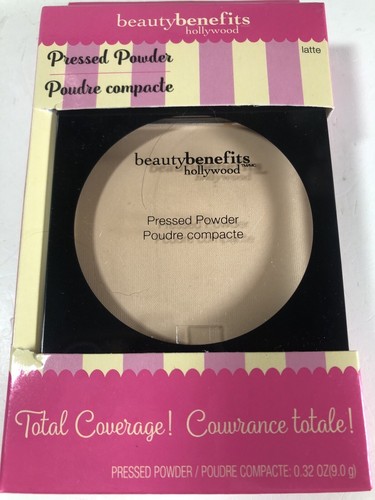 beautybenefits
hollywood
Pressed Powder
Poudre compacte
latte
beautybenefits
hollywood
Pressed Powder
Poudre compacte
Total Coverage! Couvrance totale!
PRESSED POWDER / POUDRE COMPACTE: 0.32 OZ(9.0 g)